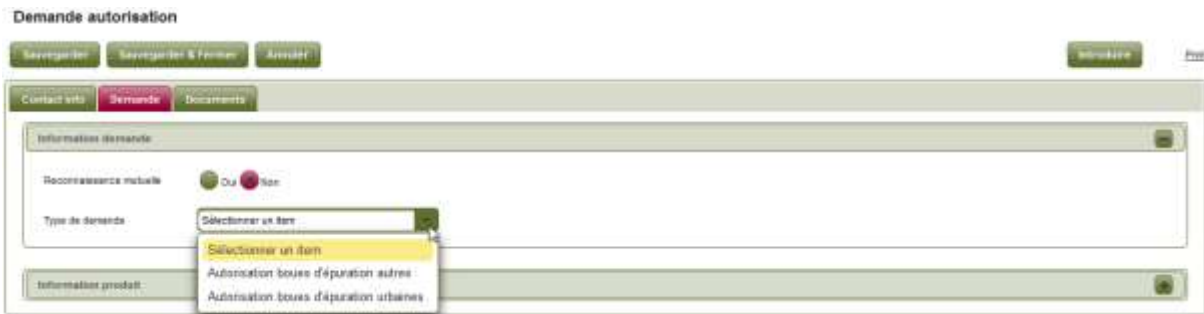 Demande autorisation
Sauvegarder Sauvegarder & Fermer Annuler Introduire
Contact info Demande Documents
Information demande
Reconnaissance mutuelle Oui Non
Type de demande Sélectionner un item
Sélectionner un item
Autorisation boues d'épuration autres
Autorisation boues d'épuration urbaines
Information produit